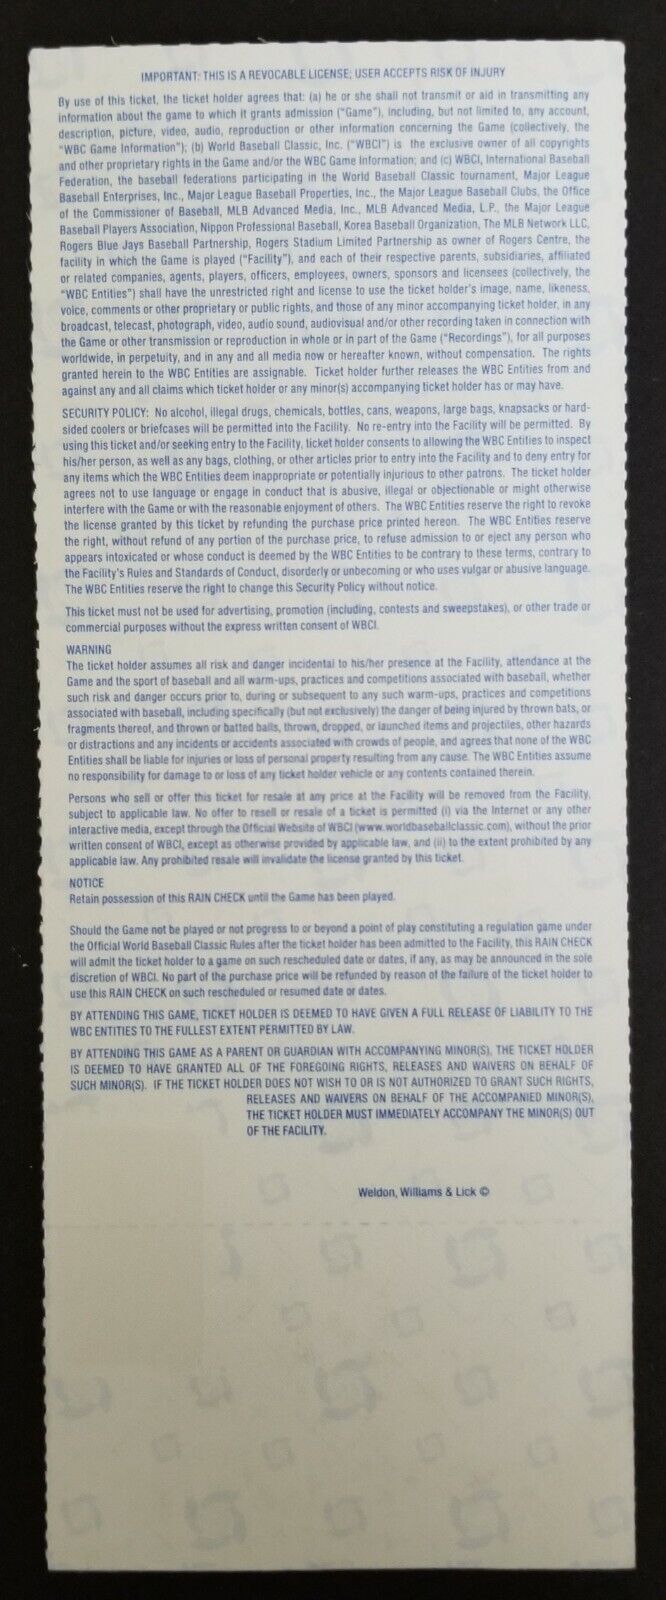 IMPORTANT: THIS IS A REVOCABLE LICENSE; USER ACCEPTS RISK OF INJURY
By use of this ticket, the ticket holder agrees that: (a) he or she shall not transmit or aid in transmitting any
information about the game to which it grants admission ("Game"), including, but not limited to, any account,
description, picture, video, audio, reproduction or other information concerning the Game (collectively, the
"WBC Game Information"); (b) World Baseball Classic, Inc. ("WBCI") is the exclusive owner of all copyrights
and other proprietary rights in the Game and/or the WBC Game Information; and (c) WBCI, International Baseball
Federation, the baseball federations participating in the World Baseball Classic tournament, Major League
Baseball Enterprises, Inc., Major League Baseball Properties, Inc., the Major League Baseball Clubs, the Office
of the Commissioner of Baseball, MLB Advanced Media, Inc., MLB Advanced Media, L.P., the Major League
Baseball Players Association, Nippon Professional Baseball, Korea Baseball Organization, The MLB Network LLC,
Rogers Blue Jays Baseball Partnership, Rogers Stadium Limited Partnership as owner of Rogers Centre, the
facility in which the Game is played ("Facility"), and each of their respective parents, subsidiaries, affiliated
or related companies, agents, players, officers, employees, owners, sponsors and licensees (collectively, the
"WBC Entities") shall have the unrestricted right and license to use the ticket holder's image, name, likeness,
voice, comments or other proprietary or public rights, and those of any minor accompanying ticket holder, in any
broadcast, telecast, photograph, video, audio sound, audiovisual and/or other recording taken in connection with
the Game or other transmission or reproduction in whole or in part of the Game ("Recordings"), for all purposes
worldwide, in perpetuity, and in any and all media now or hereafter known, without compensation. The rights
granted herein to the WBC Entities are assignable. Ticket holder further releases the WBC Entities from and
against any and all claims which ticket holder or any minor(s) accompanying ticket holder has or may have.
SECURITY POLICY: No alcohol, illegal drugs, chemicals, bottles, cans, weapons, large bags, knapsacks or hard-
sided coolers or briefcases will be permitted into the Facility. No re-entry into the Facility will be permitted. By
using this ticket and/or seeking entry to the Facility, ticket holder consents to allowing the WBC Entities to inspect
his/her person, as well as any bags, clothing, or other articles prior to entry into the Facility and to deny entry for
any items which the WBC Entities deem inappropriate or potentially injurious to other patrons. The ticket holder
agrees not to use language or engage in conduct that is abusive, illegal or objectionable or might otherwise
interfere with the Game or with the reasonable enjoyment of others. The WBC Entities reserve the right to revoke
the license granted by this ticket by refunding the purchase price printed hereon. The WBC Entities reserve
the right, without refund of any portion of the purchase price, to refuse admission to or eject any person who
appears intoxicated or whose conduct is deemed by the WBC Entities to be contrary to these terms, contrary to
the Facility's Rules and Standards of Conduct, disorderly or unbecoming or who uses vulgar or abusive language.
The WBC Entities reserve the right to change this Security Policy without notice.
This ticket must not be used for advertising, promotion (including, contests and sweepstakes), or other trade or
commercial purposes without the express written consent of WBCI.
WARNING
The ticket holder assumes all risk and danger incidental to his/her presence at the Facility, attendance at the
Game and the sport of baseball and all warm-ups, practices and competitions associated with baseball, whether
such risk and danger occurs prior to, during or subsequent to any such warm-ups, practices and competitions
associated with baseball, including specifically (but not exclusively) the danger of being injured by thrown bats, or
fragments thereof, and thrown or batted balls, thrown, dropped, or launched items and projectiles, other hazards
or distractions and any incidents or accidents associated with crowds of people, and agrees that none of the WBC
Entities shall be liable for injuries or loss of personal property resulting from any cause. The WBC Entities assume
no responsibility for damage to or loss of any ticket holder vehicle or any contents contained therein.
Persons who sell or offer this ticket for resale at any price at the Facility will be removed from the Facility,
subject to applicable law. No offer to resell or resale of a ticket is permitted (i) via the Internet or any other
interactive media, except through the Official Website of WBCI (www.worldbaseballclassic.com), without the prior
written consent of WBCI, except as otherwise provided by applicable law, and (ii) to the extent prohibited by any
applicable law. Any prohibited resale will invalidate the license granted by this ticket.
NOTICE
Retain possession of this RAIN CHECK until the Game has been played.
Should the Game not be played or not progress to or beyond a point of play constituting a regulation game under
the Official World Baseball Classic Rules after the ticket holder has been admitted to the Facility, this RAIN CHECK
will admit the ticket holder to a game on such rescheduled date or dates, if any, as may be announced in the sole
discretion of WBCI. No part of the purchase price will be refunded by reason of the failure of the ticket holder to
use this RAIN CHECK on such rescheduled or resumed date or dates.
BY ATTENDING THIS GAME, TICKET HOLDER IS DEEMED TO HAVE GIVEN A FULL RELEASE OF LIABILITY TO THE
WBC ENTITIES TO THE FULLEST EXTENT PERMITTED BY LAW.
BY ATTENDING THIS GAME AS A PARENT OR GUARDIAN WITH ACCOMPANYING MINOR(S), THE TICKET HOLDER
IS DEEMED TO HAVE GRANTED ALL OF THE FOREGOING RIGHTS, RELEASES AND WAIVERS ON BEHALF OF
SUCH MINOR(S). IF THE TICKET HOLDER DOES NOT WISH TO OR IS NOT AUTHORIZED TO GRANT SUCH RIGHTS,
RELEASES AND WAIVERS ON BEHALF OF THE ACCOMPANIED MINOR(S),
THE TICKET HOLDER MUST IMMEDIATELY ACCOMPANY THE MINOR(S) OUT
OF THE FACILITY.
Weldon, Williams & Lick ©